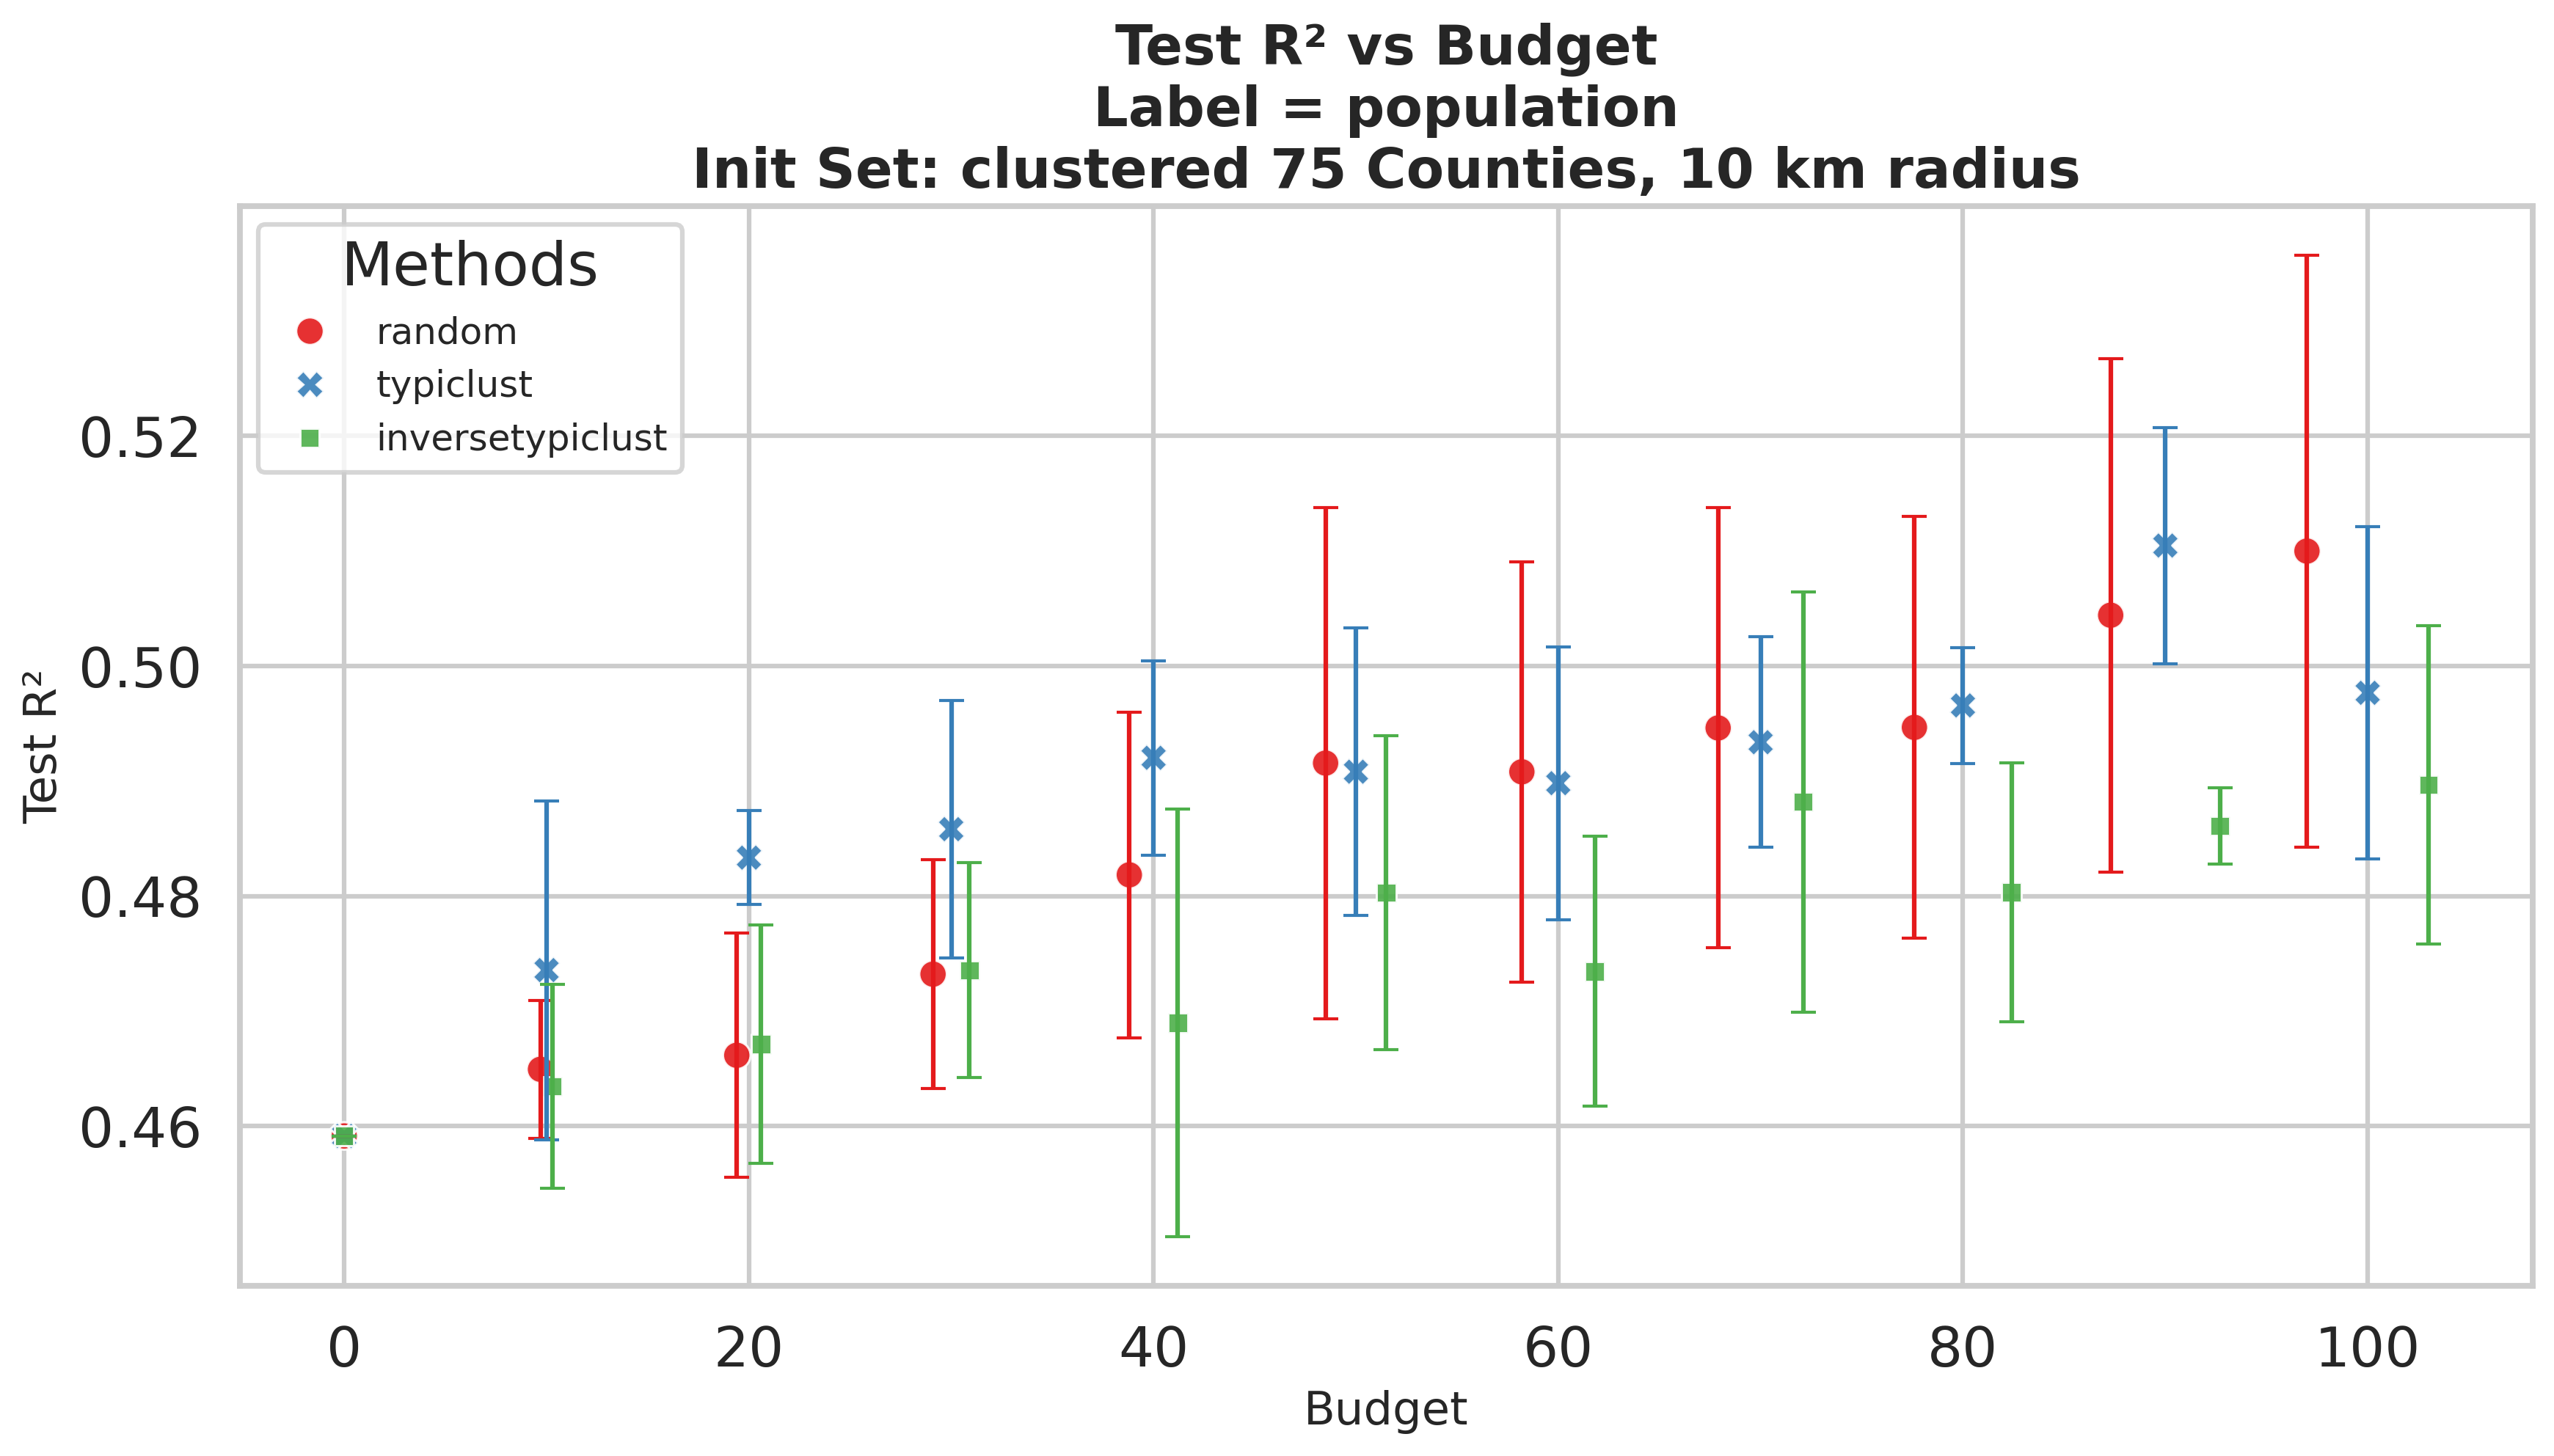 Test R² vs Budget
Label = population
Init Set: clustered 75 Counties, 10 km radius
Methods
random
typiclust
inversetypiclust
0.52
0.50
0.48
0.46
Test R²
0 20 40 60 80 100
Budget